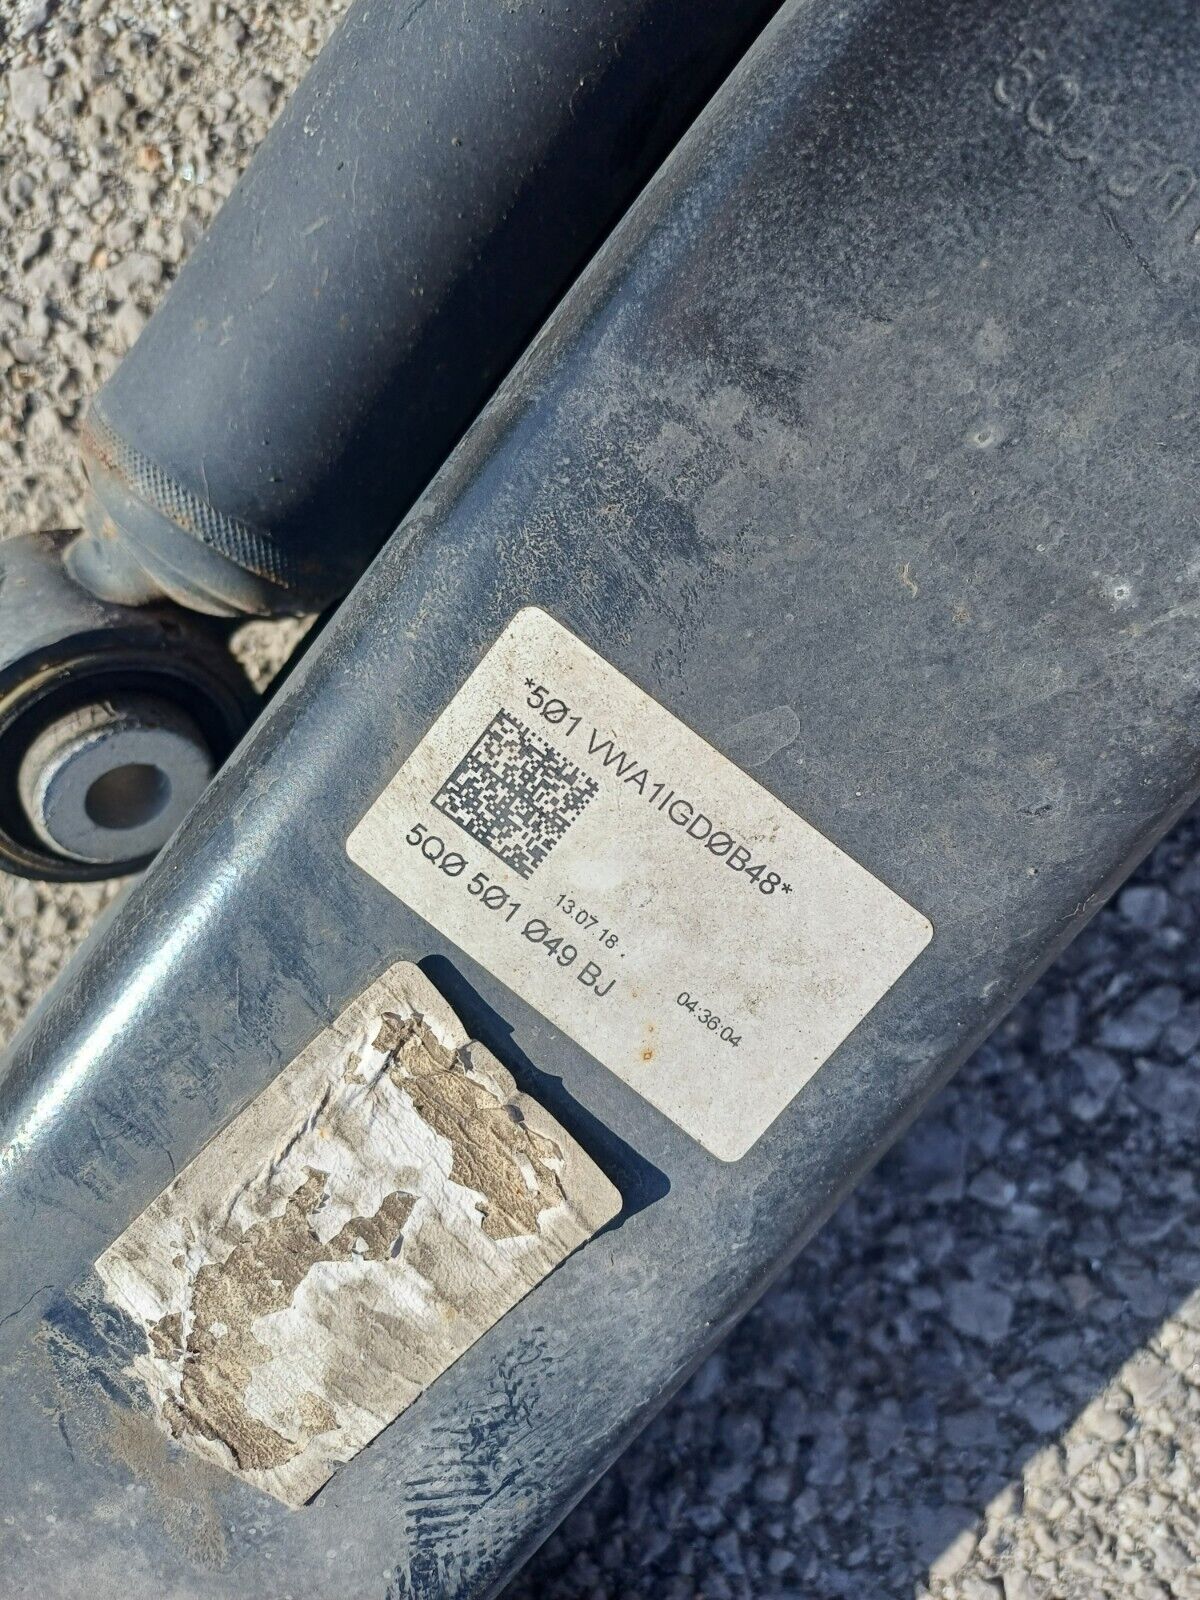 *5Ø1 VWA1IGDØB48*
13.07.18
5QØ 5Ø1 Ø49 BJ
04:36:04